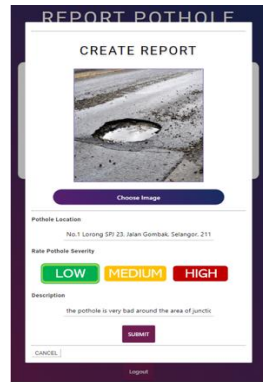 REPORT POTHOLE
CREATE REPORT
Choose Image
Pothole Location
No.1 Lorong SPJ 23, Jalan Gombak, Selangor, 211
Rate Pothole Severity
LOW MEDIUM HIGH
Description
the pothole is very bad around the area of junctic
SUBMIT
CANCEL
Logout